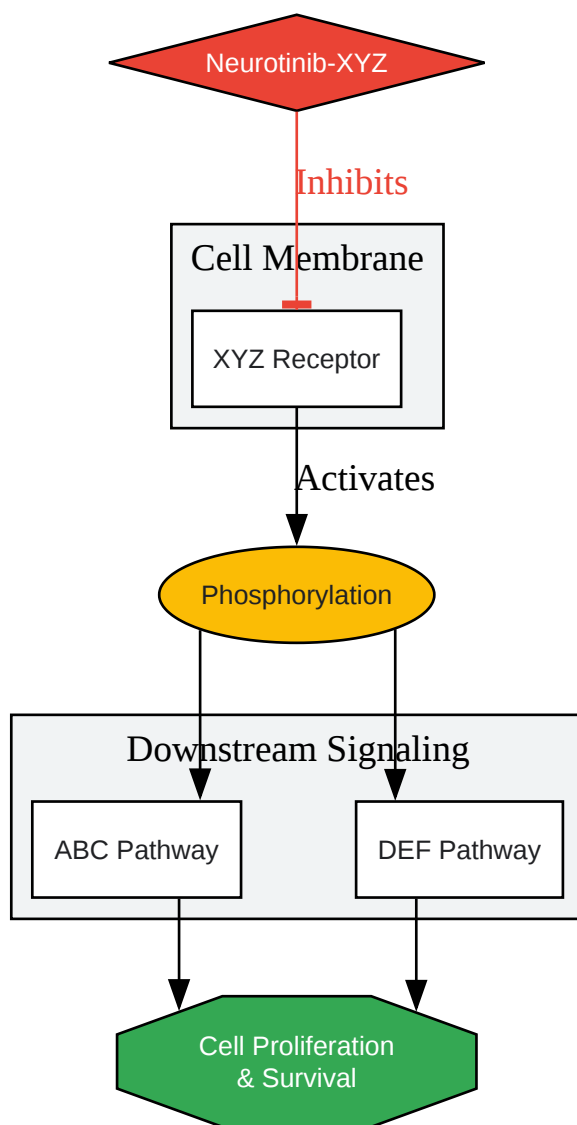 Neurotinib-XYZ
Inhibits
Cell Membrane
XYZ Receptor
Activates
Phosphorylation
Downstream Signaling
ABC Pathway
DEF Pathway
Cell Proliferation
& Survival